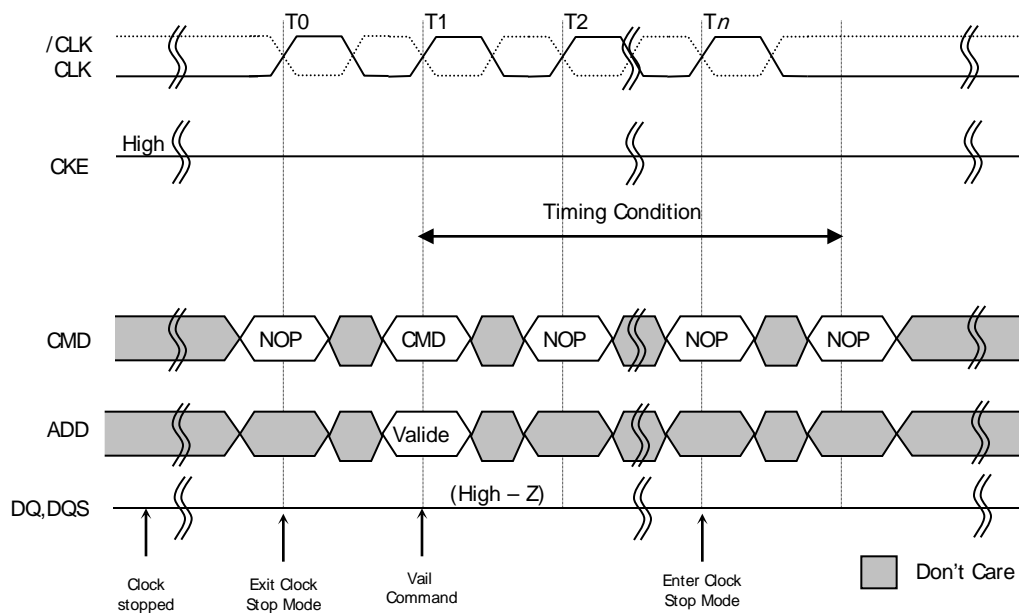 T0 T1 T2 Tn
/CLK
CLK
High
CKE
Timing Condition
CMD NOP CMD NOP NOP NOP
ADD Valide
DQ,DQS (High – Z)
Clock
stopped
Exit Clock
Stop Mode
Vail
Command
Enter Clock
Stop Mode
Don't Care